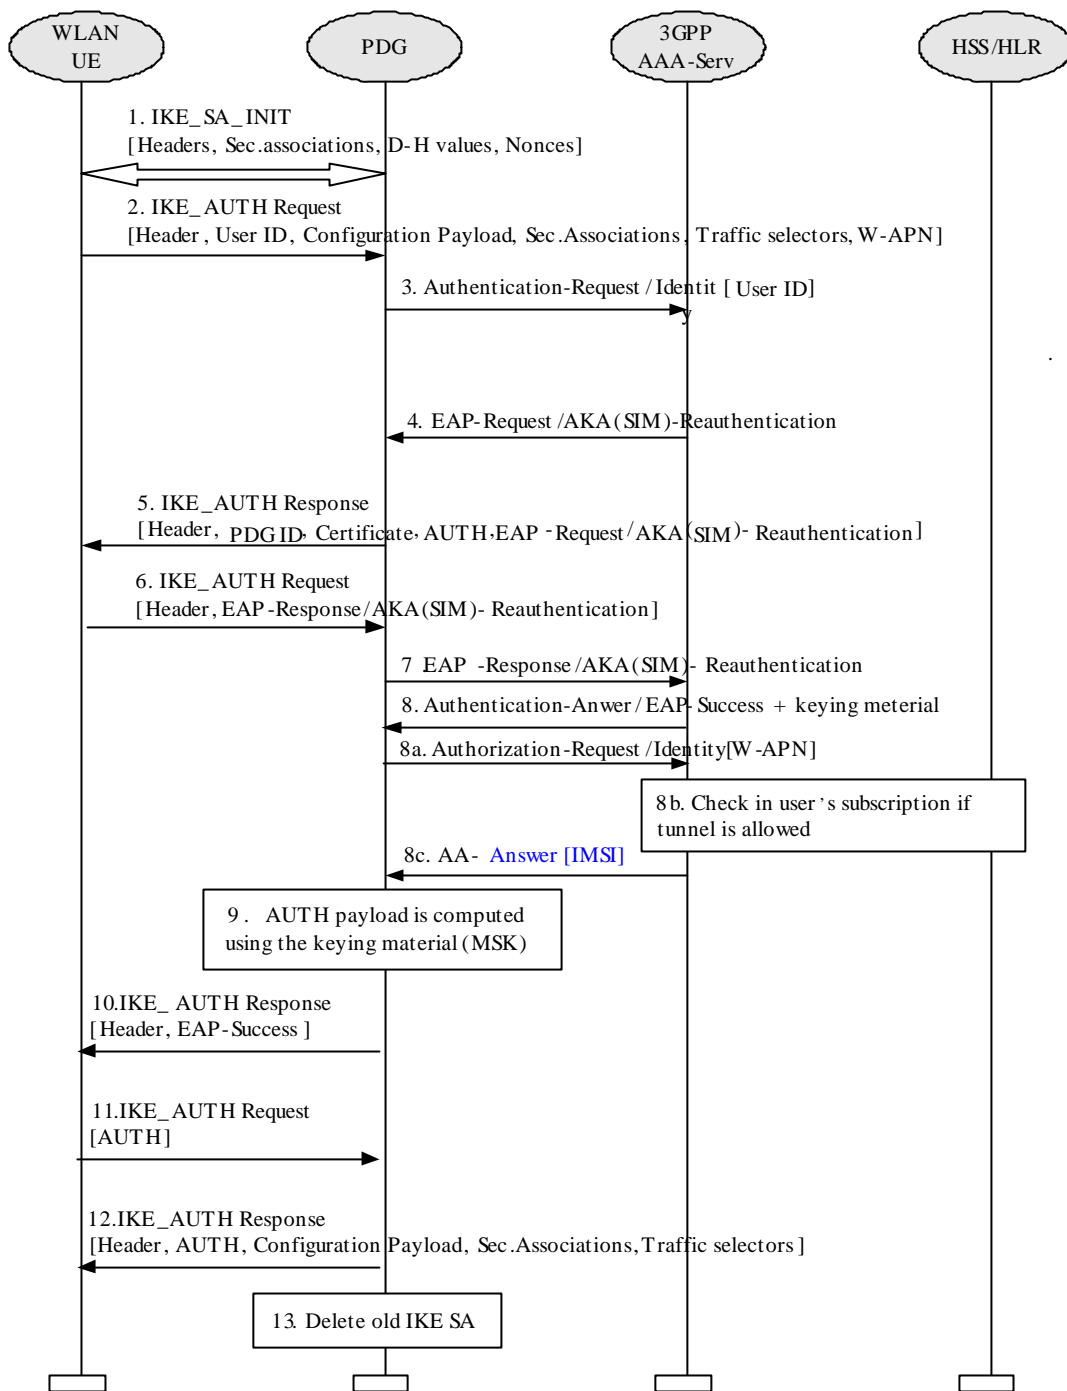 WLAN
UE
PDG
3GPP
AAA-Serv
HSS/HLR
1. IKE_SA_INIT
[Headers, Sec.associations, D-H values, Nonces]
2. IKE_AUTH Request
[Header, User ID, Configuration Payload, Sec.Associations, Traffic selectors, W-APN]
3. Authentication-Request/Identit [User ID]
y
.
4. EAP-Request/AKA(SIM)-Reauthentication
5. IKE_AUTH Response
[Header, PDG ID, Certificate, AUTH,EAP-Request/AKA(SIM)-Reauthentication]
6. IKE_AUTH Request
[Header, EAP-Response/AKA(SIM)-Reauthentication]
7.EAP-Response/AKA(SIM)-Reauthentication
8. Authentication-Anwer/EAP-Success + keying meterial
8a. Authorization-Request/Identity[W-APN]
8b. Check in user's subscription if
tunnel is allowed
8c. AA- Answer [IMSI]
9. AUTH payload is computed
using the keying material (MSK)
10.IKE_AUTH Response
[Header, EAP-Success]
11.IKE_AUTH Request
[AUTH]
12.IKE_AUTH Response
[Header, AUTH, Configuration Payload, Sec.Associations,Traffic selectors]
13. Delete old IKE SA